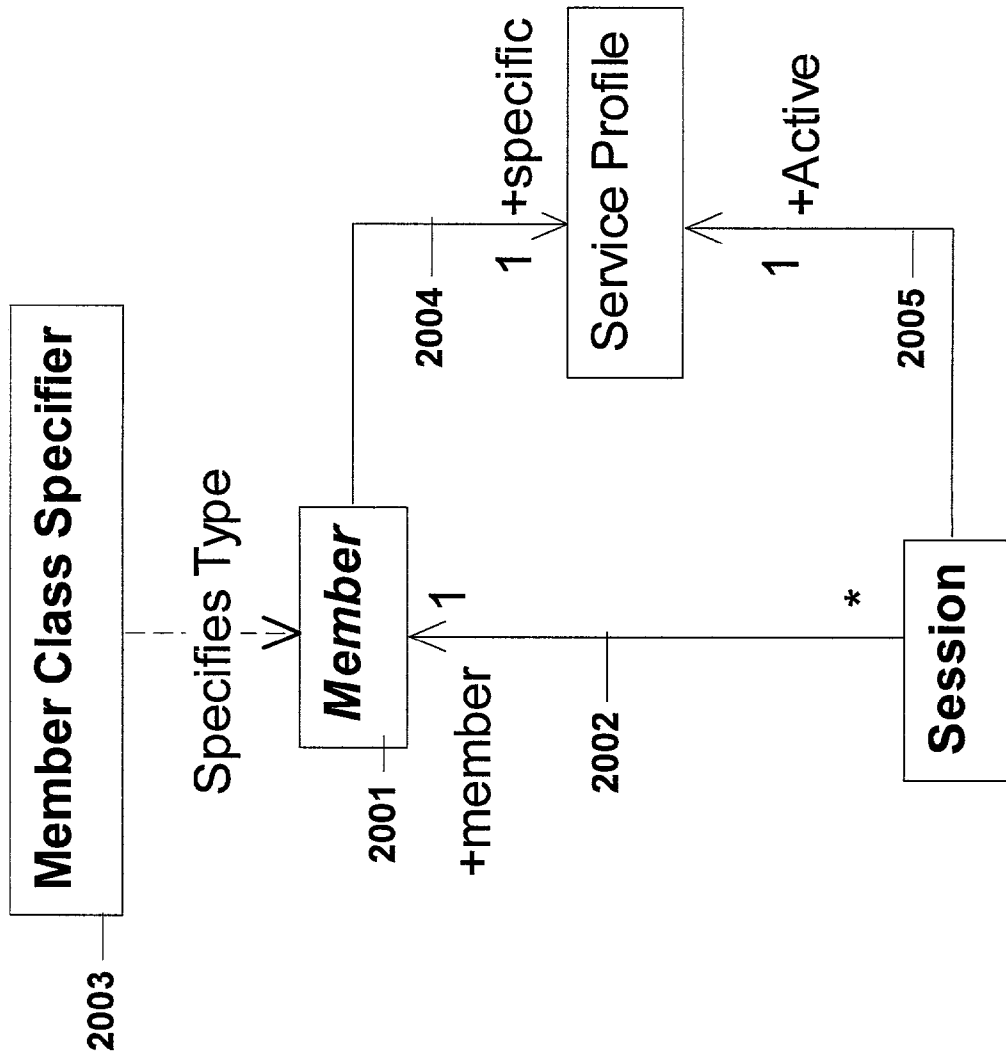 2003
Member Class Specifier
Specifies Type
2001
Member
+member
1
2002
*
Session
2004
1
+specific
Service Profile
1
+Active
2005